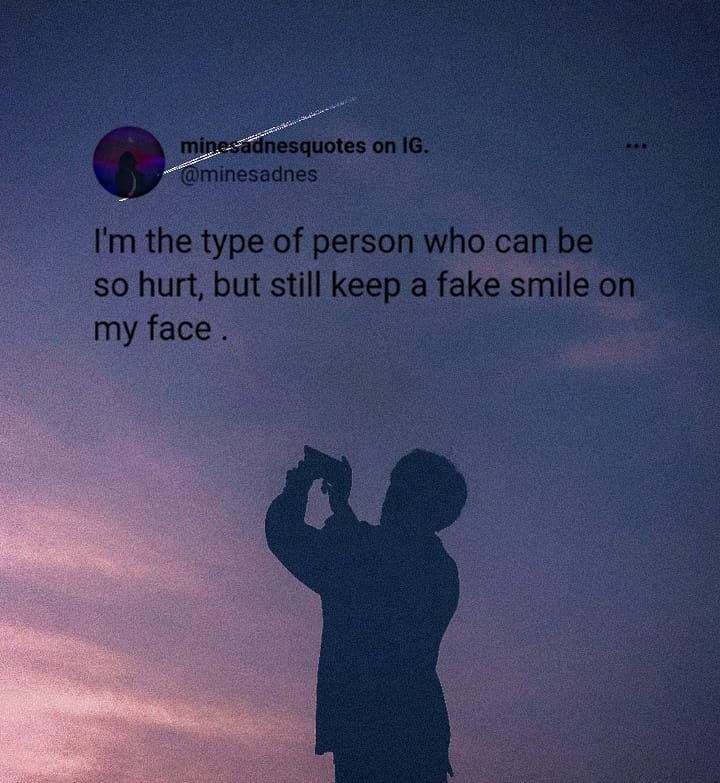 minesadnesquotes on IG.
@minesadnes
I'm the type of person who can be
so hurt, but still keep a fake smile on
my face .